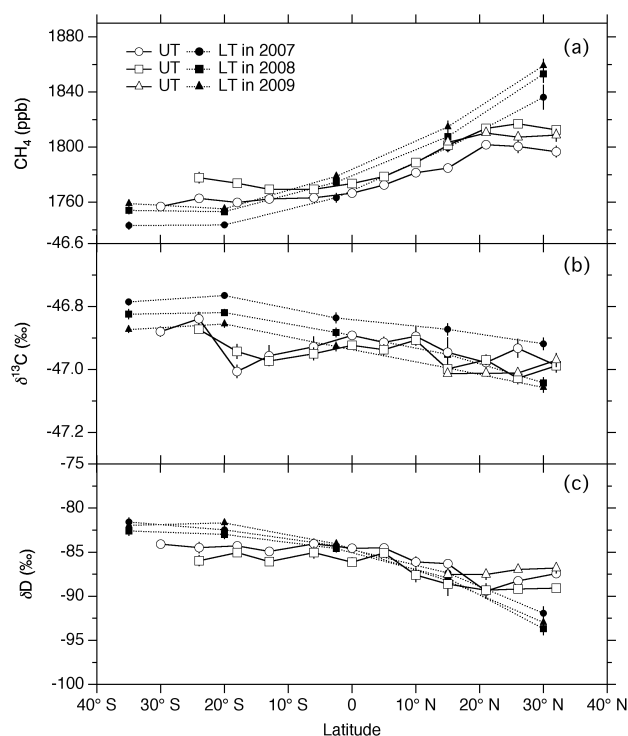 1880
1840
1800
1760
CH4 (ppb)
UT LT in 2007
UT LT in 2008
UT LT in 2009
(a)
-46.6
-46.8
-47.0
-47.2
δ13C (‰)
(b)
-75
-80
-85
-90
-95
-100
δD (‰)
(c)
40° S 30° S 20° S 10° S 0 10° N 20° N 30° N 40° N
Latitude